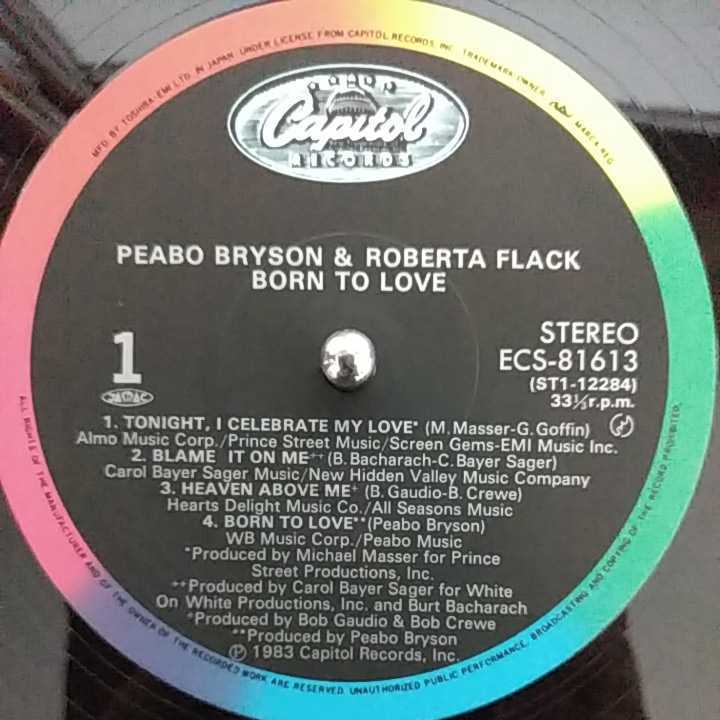 MFD. BY TOSHIBA-EMI LTD. IN JAPAN UNDER LICENSE FROM CAPITOL RECORDS, INC. TRADEMARK OWNER MARCA REG.
Capitol
RECORDS
PEABO BRYSON & ROBERTA FLACK
BORN TO LOVE
1
STEREO
ECS-81613
(ST1-12284)
33⅓r.p.m.
1. TONIGHT, I CELEBRATE MY LOVE* (M.Masser-G.Goffin)
Almo Music Corp./Prince Street Music/Screen Gems-EMI Music Inc.
2. BLAME IT ON ME⁺⁺ (B.Bacharach-C.Bayer Sager)
Carol Bayer Sager Music/New Hidden Valley Music Company
3. HEAVEN ABOVE ME⁺ (B.Gaudio-B.Crewe)
Hearts Delight Music Co./All Seasons Music
4. BORN TO LOVE**(Peabo Bryson)
WB Music Corp./Peabo Music
*Produced by Michael Masser for Prince
Street Productions, Inc.
⁺⁺Produced by Carol Bayer Sager for White
On White Productions, Inc. and Burt Bacharach
⁺Produced by Bob Gaudio & Bob Crewe
**Produced by Peabo Bryson
℗ 1983 Capitol Records, Inc.
ALL RIGHTS OF THE MANUFACTURER AND OF THE OWNER OF THE RECORDED WORK ARE RESERVED. UNAUTHORIZED PUBLIC PERFORMANCE, BROADCASTING AND COPYING OF THE RECORD PROHIBITED.